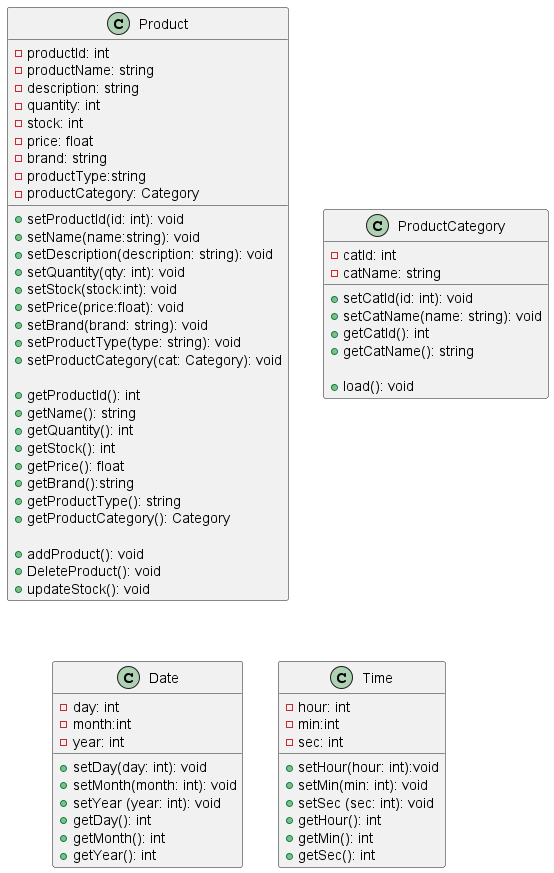 Product
productId: int
productName: string
description: string
quantity: int
stock: int
price: float
brand: string
productType:string
productCategory: Category
setProductId(id: int): void
setName(name:string): void
setDescription(description: string): void
setQuantity(qty: int): void
setStock(stock:int): void
setPrice(price:float): void
setBrand(brand: string): void
setProductType(type: string): void
setProductCategory(cat: Category): void
getProductId(): int
getName(): string
getQuantity(): int
getStock(): int
getPrice(): float
getBrand():string
getProductType(): string
getProductCategory(): Category
addProduct(): void
DeleteProduct(): void
updateStock(): void
ProductCategory
catId: int
catName: string
setCatId(id: int): void
setCatName(name: string): void
getCatId(): int
getCatName(): string
load(): void
Date
day: int
month:int
year: int
setDay(day: int): void
setMonth(month: int): void
setYear (year: int): void
getDay(): int
getMonth(): int
getYear(): int
Time
hour: int
min:int
sec: int
setHour(hour: int):void
setMin(min: int): void
setSec (sec: int): void
getHour(): int
getMin(): int
getSec(): int